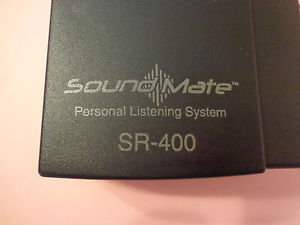 SoundMate™
Personal Listening System
SR-400